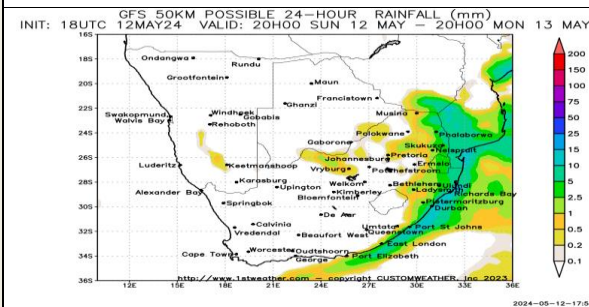 GFS 50KM POSSIBLE 24-HOUR RAINFALL (mm)
INIT: 18UTC 12MAY24 VALID: 20H00 SUN 12 MAY - 20H00 MON 13 MAY
16S
Ondangwa
Rundu
18S
Grootfontein
Maun
20S
Ghanzi
Francistown
22S
Musina
Swakopmund
Windhoek
Gobabis
Walvis Bay
Rehoboth
24S
Polokwane
Phalaborwa
Gaborone
Skukuza
Pretoria
Nelspruit
26S
Johannesburg
Ermelo
Luderitz
Keetmanshoop
Vryburg
Potchefstroom
Karasburg
Welkom
Bethlehem
Ulundi
28S
Alexander Bay
Upington
Kimberley
Ladysmith
Richards Bay
Bloemfontein
Springbok
Pietermaritzburg
30S
De Aar
Durban
Calvinia
Umtata
Port St Johns
32S
Vredendal
Beaufort West
Queenstown
East London
Worcester
Oudtshoorn
34S
Cape Town
George
Port Elizabeth
36S
http://www.1stweather.com - copyright CUSTOMWEATHER, Inc 2023
12E 15E 18E 21E 24E 27E 30E 33E 36E
200
150
100
75
50
25
15
10
5
2.5
1
0.5
0.2
0.1
2024-05-12-17:5